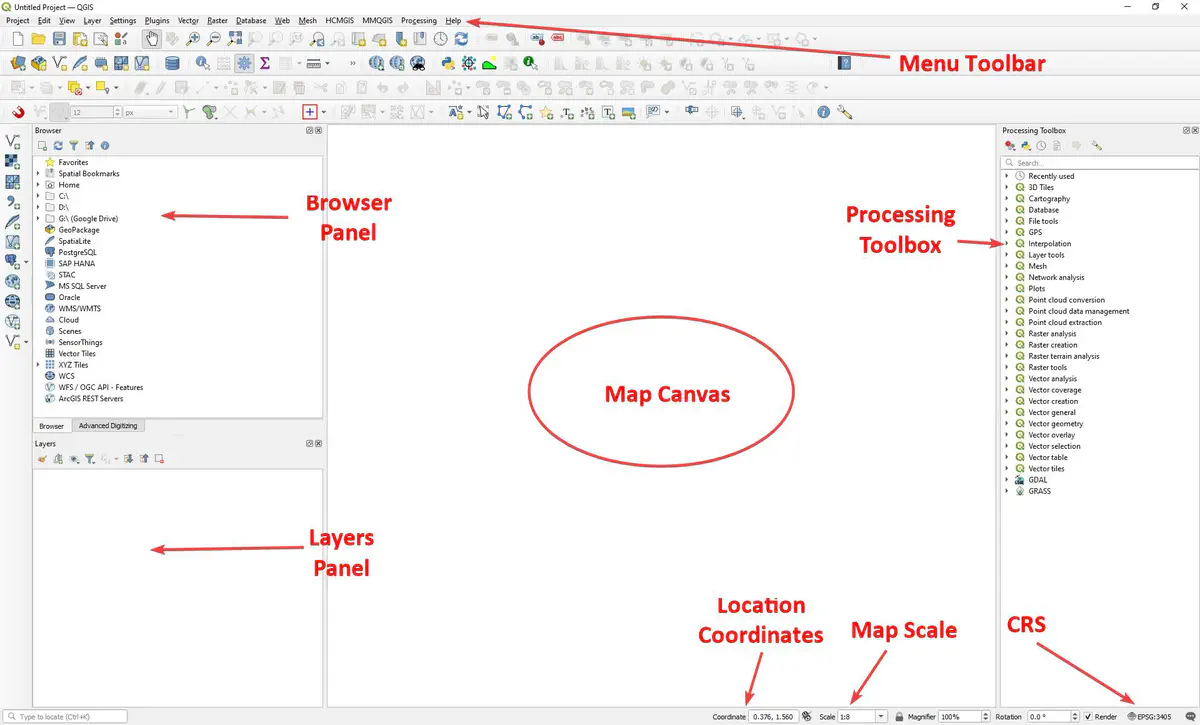 Untitled Project — QGIS
Project Edit View Layer Settings Plugins Vector Raster Database Web Mesh HCMGIS MMQGIS Processing Help
Menu Toolbar
12 px
Browser
Favorites
Spatial Bookmarks
Home
C:\
D:\
G:\ (Google Drive)
GeoPackage
SpatiaLite
PostgreSQL
SAP HANA
STAC
MS SQL Server
Oracle
WMS/WMTS
Cloud
Scenes
SensorThings
Vector Tiles
XYZ Tiles
WCS
WFS / OGC API - Features
ArcGIS REST Servers
Browser Advanced Digitizing
Browser
Panel
Layers
Layers
Panel
Map Canvas
Processing
Toolbox
Processing Toolbox
Search...
Recently used
3D Tiles
Cartography
Database
File tools
GPS
Interpolation
Layer tools
Mesh
Network analysis
Plots
Point cloud conversion
Point cloud data management
Point cloud extraction
Raster analysis
Raster creation
Raster terrain analysis
Raster tools
Vector analysis
Vector coverage
Vector creation
Vector general
Vector geometry
Vector overlay
Vector selection
Vector table
Vector tiles
GDAL
GRASS
Location
Coordinates
Map Scale
CRS
Type to locate (Ctrl+K)
Coordinate 0.376, 1.560 Scale 1:8 Magnifier 100% Rotation 0.0 ° Render EPSG:3405